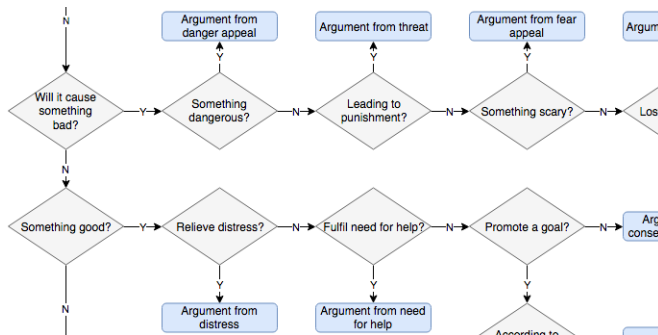 N
Argument from
danger appeal
Argument from threat
Argument from fear
appeal
Y
Y
Y
Will it cause
something
bad?
Y
Something
dangerous?
N
Leading to
punishment?
N
Something scary?
N
N
Something good?
Y
Relieve distress?
N
Fulfil need for help?
N
Promote a goal?
N
N
Y
Y
Y
Argument from
distress
Argument from need
for help
According to